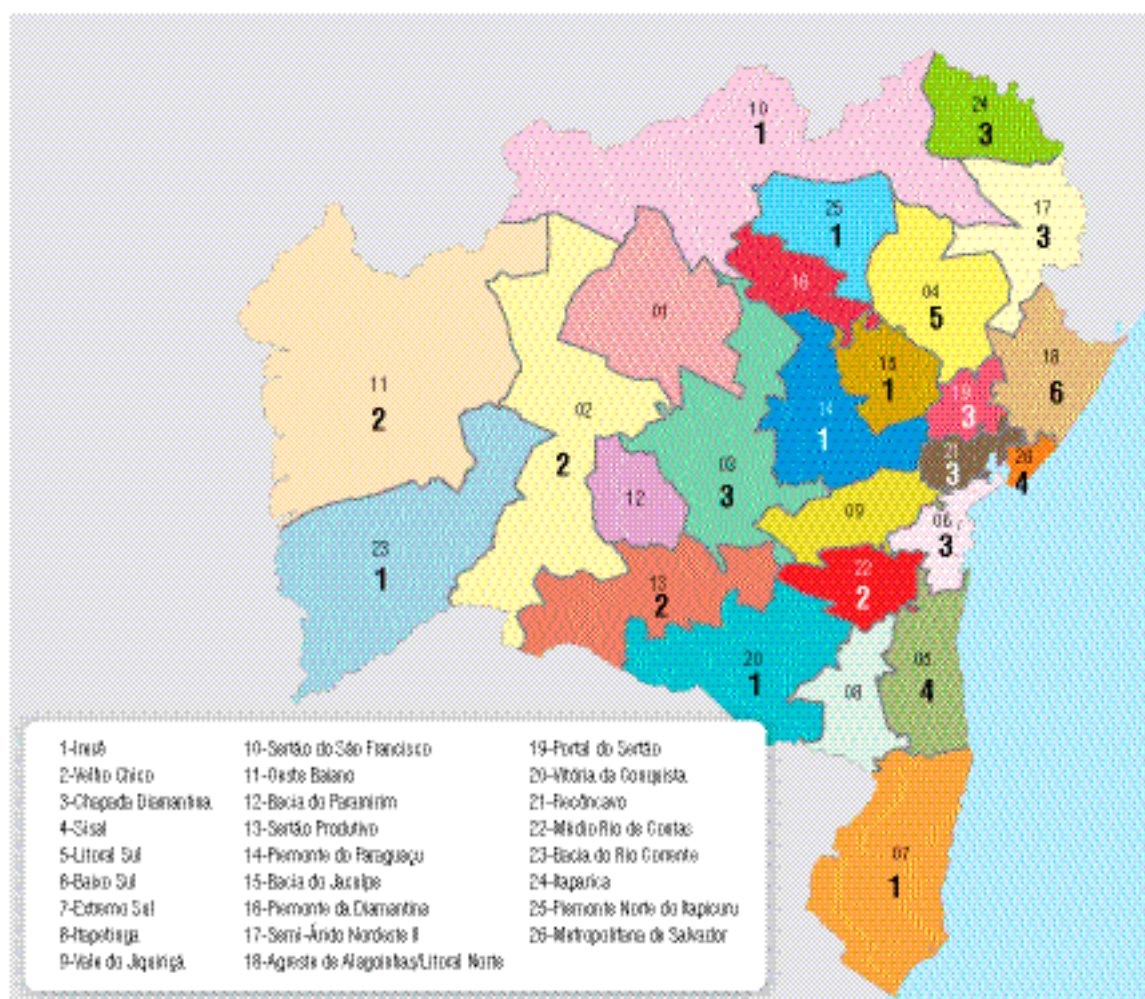 24
3
10
1
25
1
17
3
16
04
5
01
15
1
18
6
11
2
02
2
14
1
19
3
21
3
26
4
03
3
12
09
06
3
23
1
13
2
22
2
20
1
08
05
4
07
1
1-Irecê
2-Velho Chico
3-Chapada Diamantina
4-Sisal
5-Litoral Sul
6-Baixo Sul
7-Extremo Sul
8-Itapetinga
9-Vale do Jiquiriçá
10-Sertão do São Francisco
11-Oeste Baiano
12-Bacia do Paramirim
13-Sertão Produtivo
14-Piemonte do Paraguaçu
15-Bacia do Jacuípe
16-Piemonte da Diamantina
17-Semi-Árido Nordeste II
18-Agreste de Alagoinhas/Litoral Norte
19-Portal do Sertão
20-Vitória da Conquista
21-Recôncavo
22-Médio Rio de Contas
23-Bacia do Rio Corrente
24-Itaparica
25-Piemonte Norte do Itapicuru
26-Metropolitana de Salvador